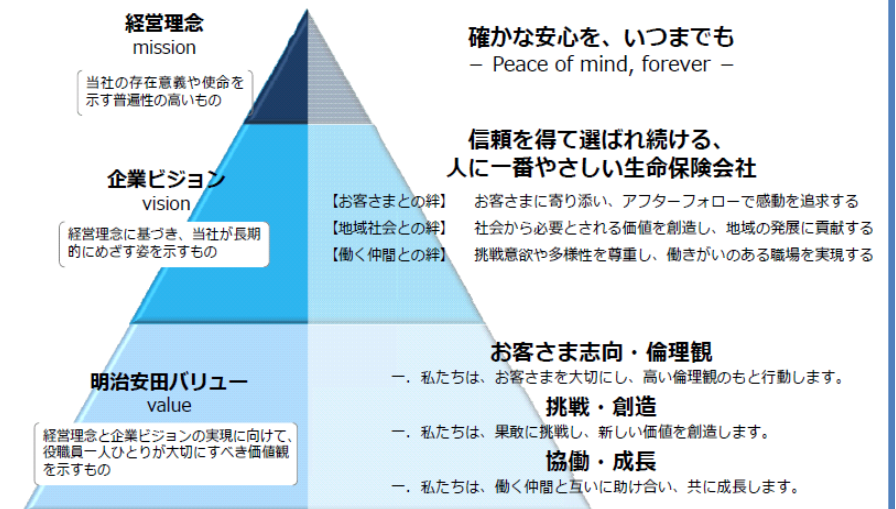 経営理念
mission
当社の存在意義や使命を
示す普遍性の高いもの
確かな安心を、いつまでも
－ Peace of mind, forever －
企業ビジョン
vision
経営理念に基づき、当社が長期
的にめざす姿を示すもの
信頼を得て選ばれ続ける、
人に一番やさしい生命保険会社
【お客さまとの絆】 お客さまに寄り添い、アフターフォローで感動を追求する
【地域社会との絆】 社会から必要とされる価値を創造し、地域の発展に貢献する
【働く仲間との絆】 挑戦意欲や多様性を尊重し、働きがいのある職場を実現する
明治安田バリュー
value
経営理念と企業ビジョンの実現に向けて、
役職員一人ひとりが大切にすべき価値観
を示すもの
お客さま志向・倫理観
一．私たちは、お客さまを大切にし、高い倫理観のもと行動します。
挑戦・創造
一．私たちは、果敢に挑戦し、新しい価値を創造します。
協働・成長
一．私たちは、働く仲間と互いに助け合い、共に成長します。